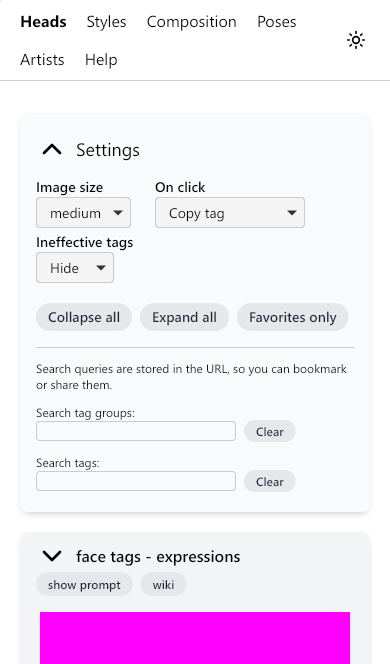 Heads Styles Composition Poses
Artists Help
Settings
Image size On click
medium Copy tag
Ineffective tags
Hide
Collapse all Expand all Favorites only
Search queries are stored in the URL, so you can bookmark
or share them.
Search tag groups:
Clear
Search tags:
Clear
face tags - expressions
show prompt wiki